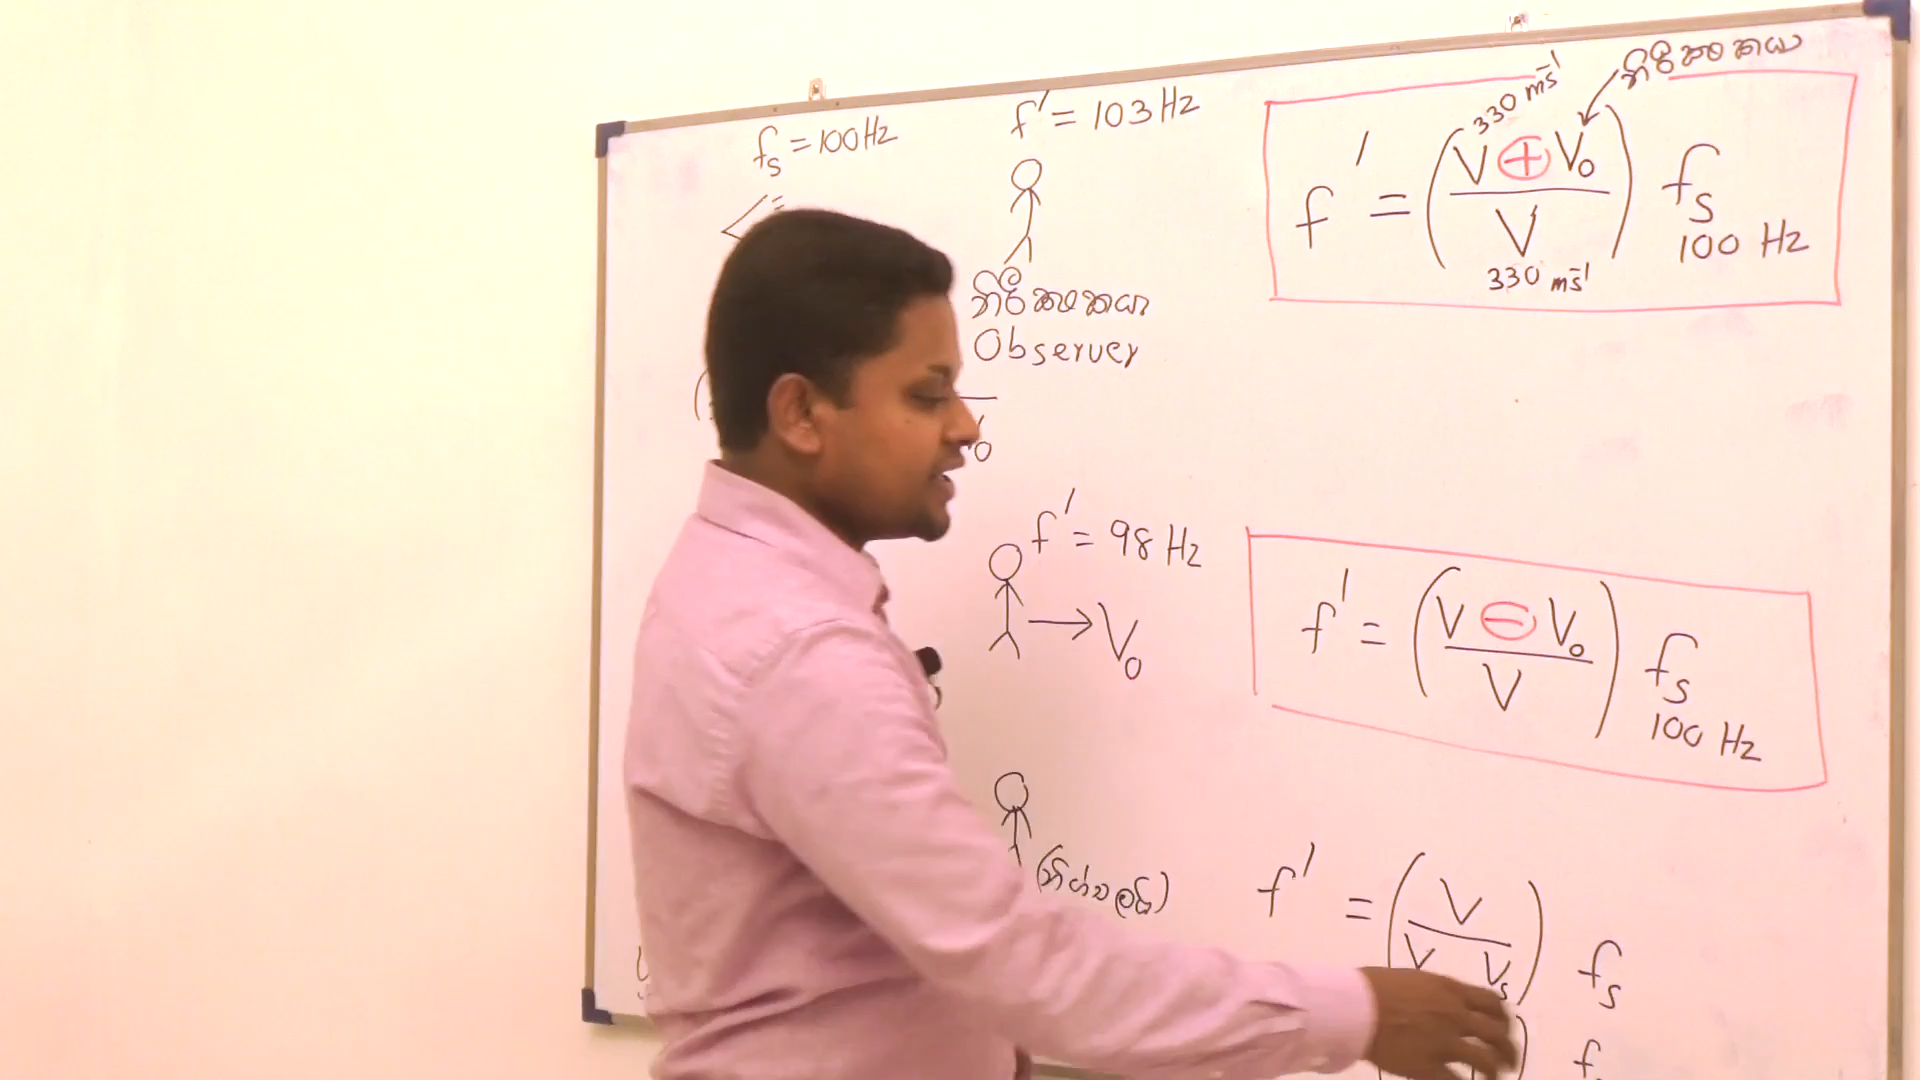 fₛ = 100 Hz
f′ = 103 Hz
නිරීක්ෂකයා
Observer
f′ = 98 Hz
V₀
(නිශ්චලයි)
නිරීක්ෂකයා
330 ms⁻¹
f′ = (V + V₀ / V) fₛ
330 ms⁻¹
100 Hz
f′ = (V − V₀ / V) fₛ
100 Hz
f′ = (V / V Vₛ) fₛ